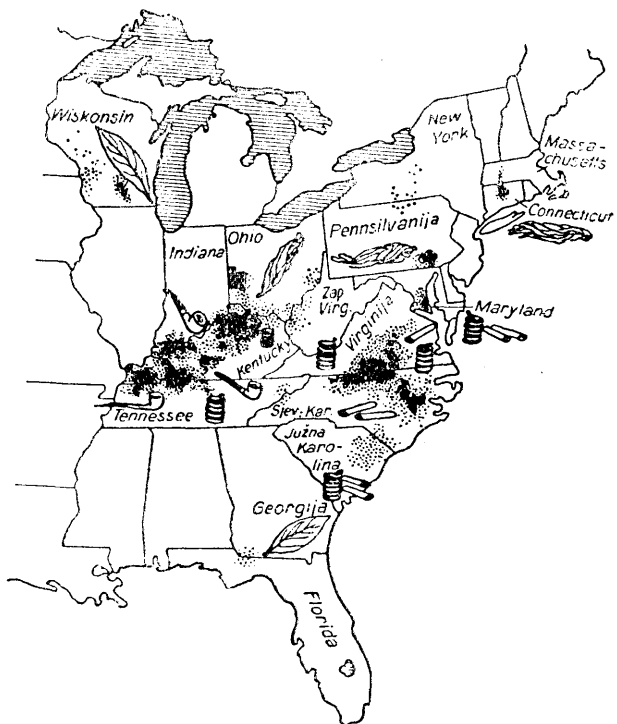 Wiskonsin
New
York
Massa-
chusetts
Connecticut
Pennsilvanija
Ohio
Indiana
Zap
Virg.
Virginija
Maryland
Kentucky
Tennessee
Sjev. Kar.
Južna
Karo-
lina
Georgija
Florida